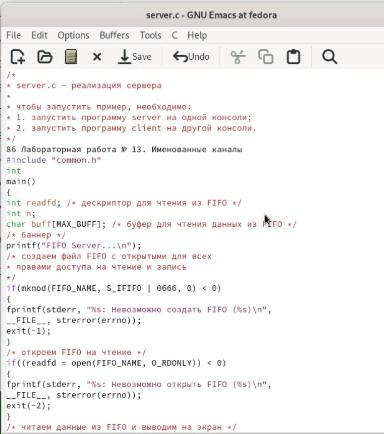 server.c - GNU Emacs at fedora
File Edit Options Buffers Tools C Help
Save Undo
/*
* server.c - реализация сервера
*
* чтобы запустить пример, необходимо:
* 1. запустить программу server на одной консоли;
* 2. запустить программу client на другой консоли.
*/
86 Лабораторная работа № 13. Именованные каналы
#include "common.h"
int
main()
{
int readfd; /* дескриптор для чтения из FIFO */
int n;
char buff[MAX_BUFF]; /* буфер для чтения данных из FIFO */
/* баннер */
printf("FIFO Server...\n");
/* создаем файл FIFO с открытыми для всех
* правами доступа на чтение и запись
*/
if(mknod(FIFO_NAME, S_IFIFO | 0666, 0) < 0)
{
fprintf(stderr, "%s: Невозможно создать FIFO (%s)\n",
__FILE__, strerror(errno));
exit(-1);
}
/* откроем FIFO на чтение */
if((readfd = open(FIFO_NAME, O_RDONLY)) < 0)
{
fprintf(stderr, "%s: Невозможно открыть FIFO (%s)\n",
__FILE__, strerror(errno));
exit(-2);
}
/* читаем данные из FIFO и выводим на экран */